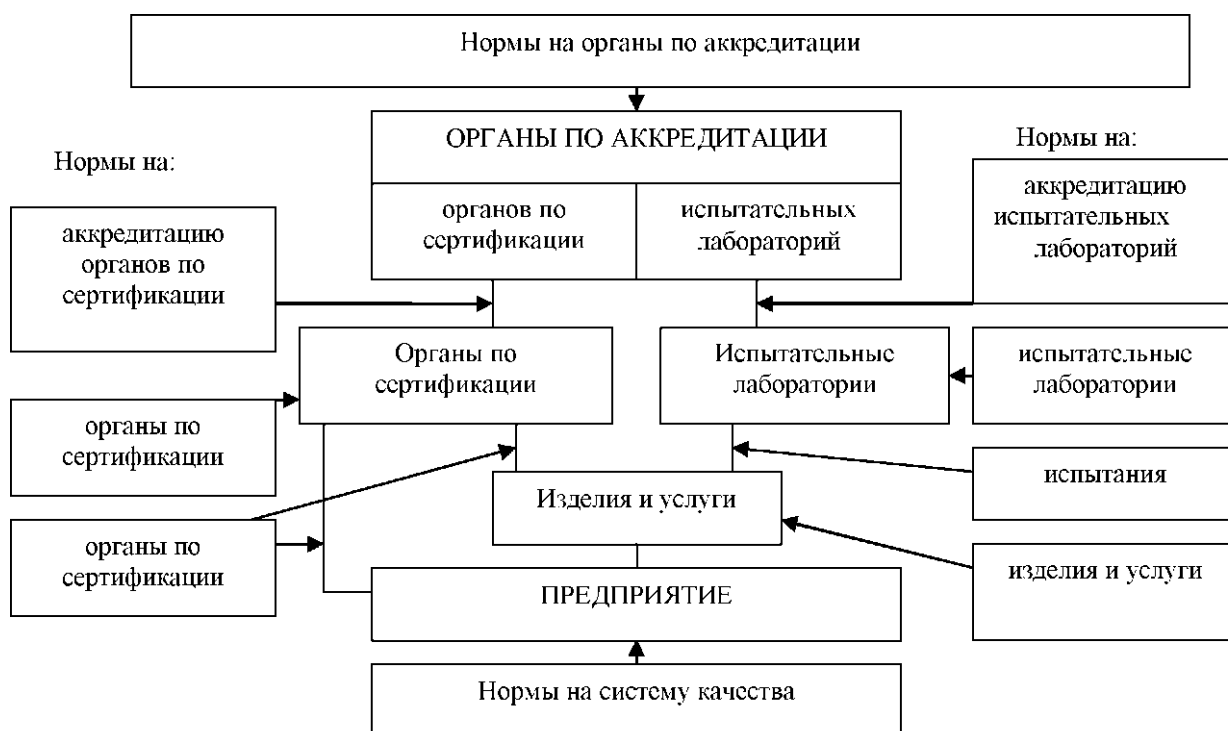 Нормы на органы по аккредитации
ОРГАНЫ ПО АККРЕДИТАЦИИ
органов по
сертификации
испытательных
лабораторий
Нормы на:
аккредитацию
органов по
сертификации
органы по
сертификации
органы по
сертификации
Органы по
сертификации
Испытательные
лаборатории
Изделия и услуги
ПРЕДПРИЯТИЕ
Нормы на систему качества
Нормы на:
аккредитацию
испытательных
лабораторий
испытательные
лаборатории
испытания
изделия и услуги